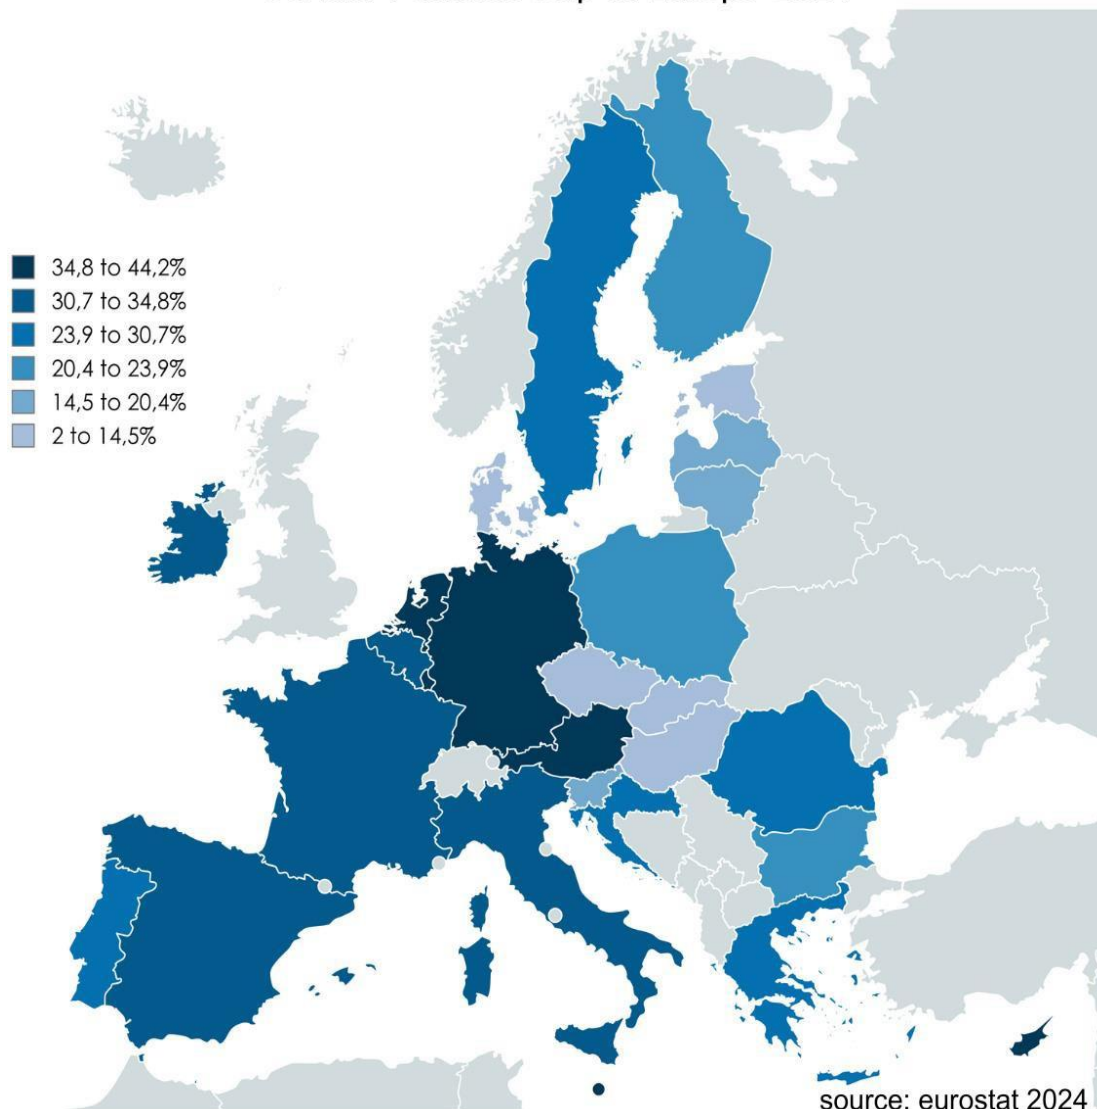 34,8 to 44,2%
30,7 to 34,8%
23,9 to 30,7%
20,4 to 23,9%
14,5 to 20,4%
2 to 14,5%
source: eurostat 2024